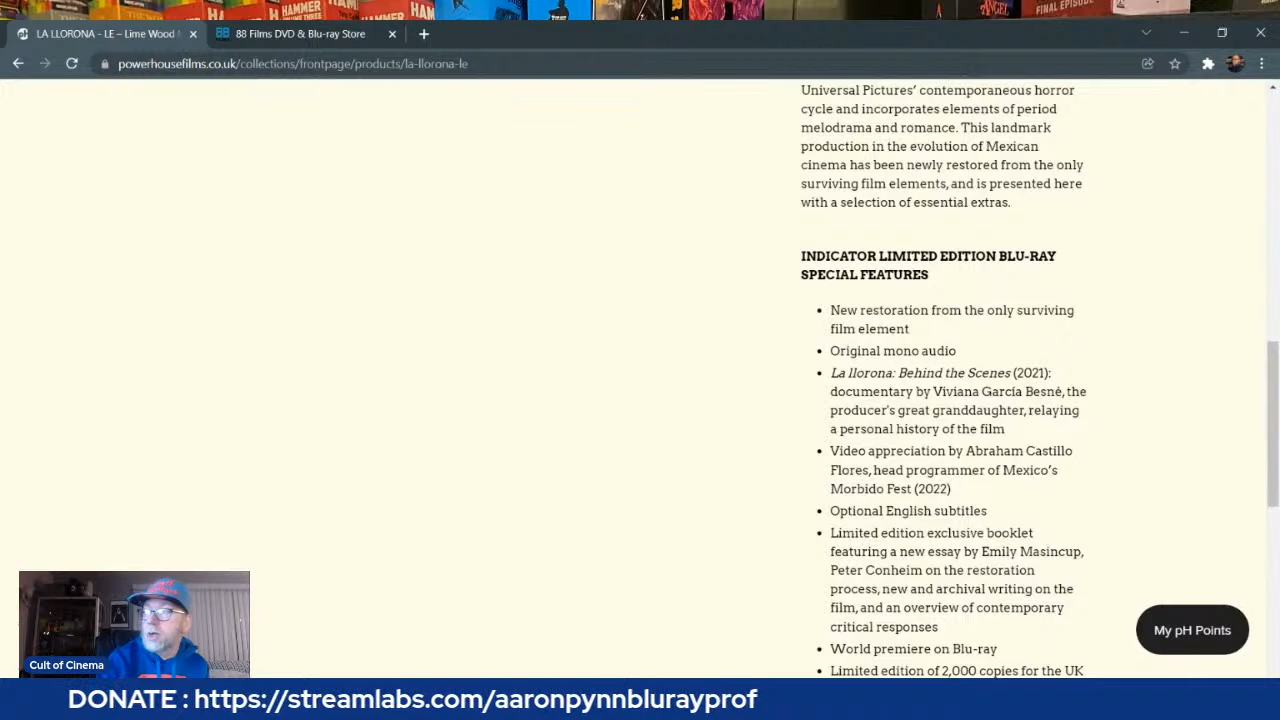 HAMMER
HAMMER
HAMMER
ANGEL
FINAL EPISODE
LA LLORONA - LE – Lime Wood
88 Films DVD & Blu-ray Store
powerhousefilms.co.uk/collections/frontpage/products/la-llorona-le
Universal Pictures’ contemporaneous horror
cycle and incorporates elements of period
melodrama and romance. This landmark
production in the evolution of Mexican
cinema has been newly restored from the only
surviving film elements, and is presented here
with a selection of essential extras.
INDICATOR LIMITED EDITION BLU-RAY
SPECIAL FEATURES
• New restoration from the only surviving
film element
• Original mono audio
• La llorona: Behind the Scenes (2021):
documentary by Viviana García Besné, the
producer's great granddaughter, relaying
a personal history of the film
• Video appreciation by Abraham Castillo
Flores, head programmer of Mexico’s
Morbido Fest (2022)
• Optional English subtitles
• Limited edition exclusive booklet
featuring a new essay by Emily Masincup,
Peter Conheim on the restoration
process, new and archival writing on the
film, and an overview of contemporary
critical responses
• World premiere on Blu-ray
• Limited edition of 2,000 copies for the UK
My pH Points
Cult of Cinema
DONATE : https://streamlabs.com/aaronpynnblurayprof